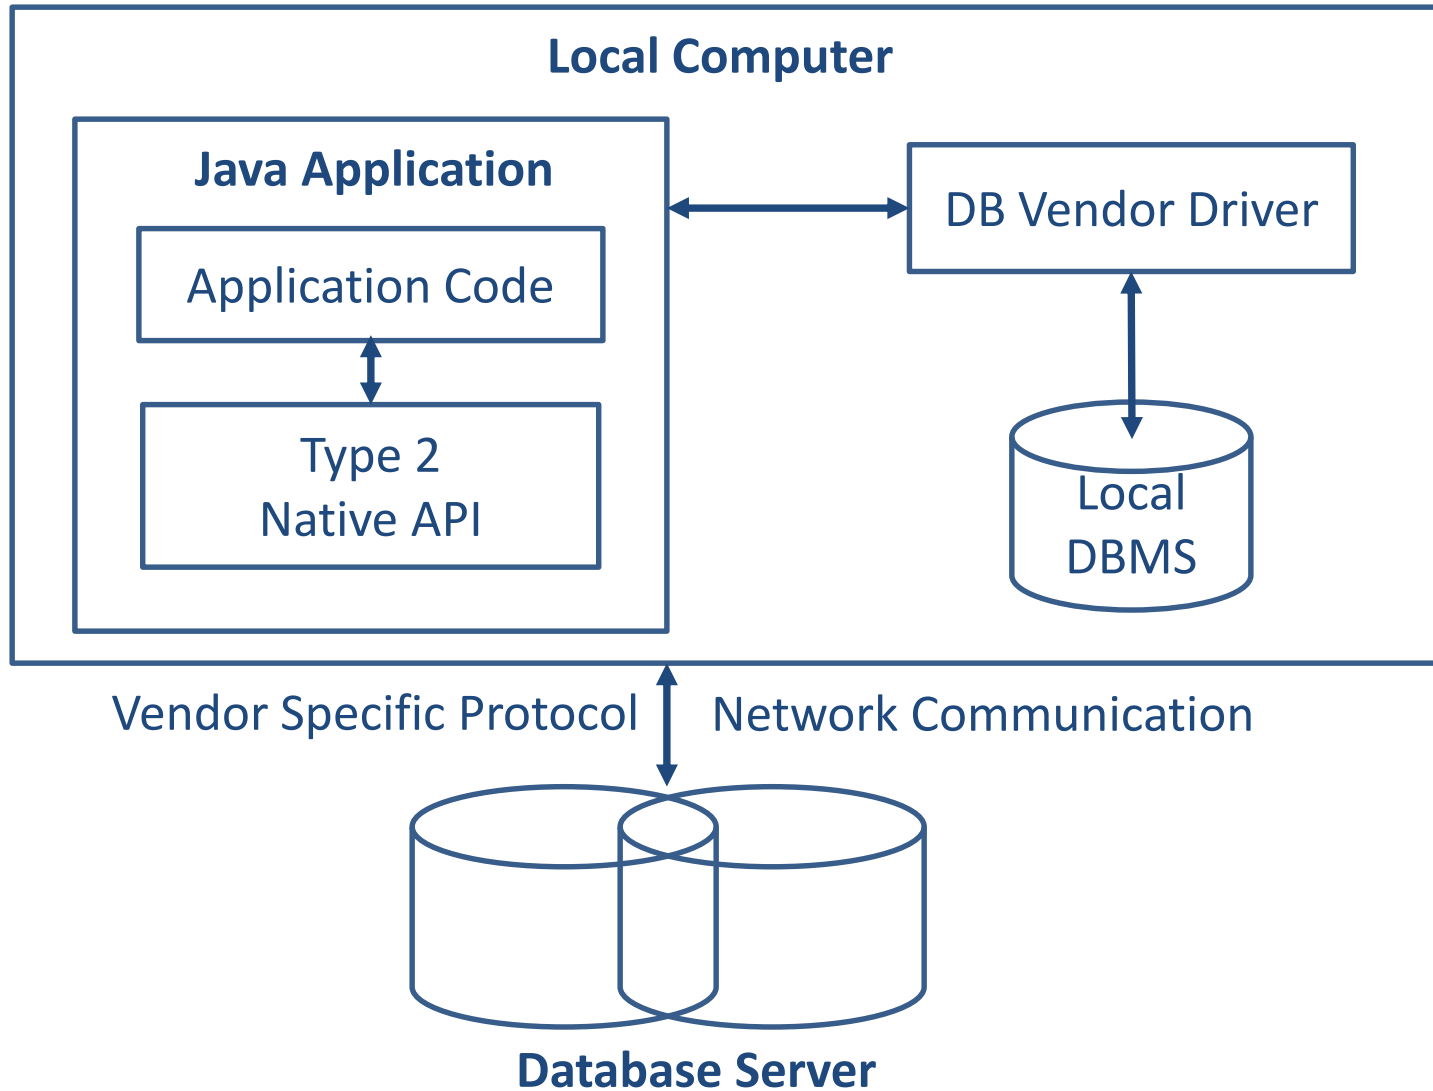 Local Computer
Java Application
Application Code
Type 2
Native API
DB Vendor Driver
Local
DBMS
Vendor Specific Protocol
Network Communication
Database Server